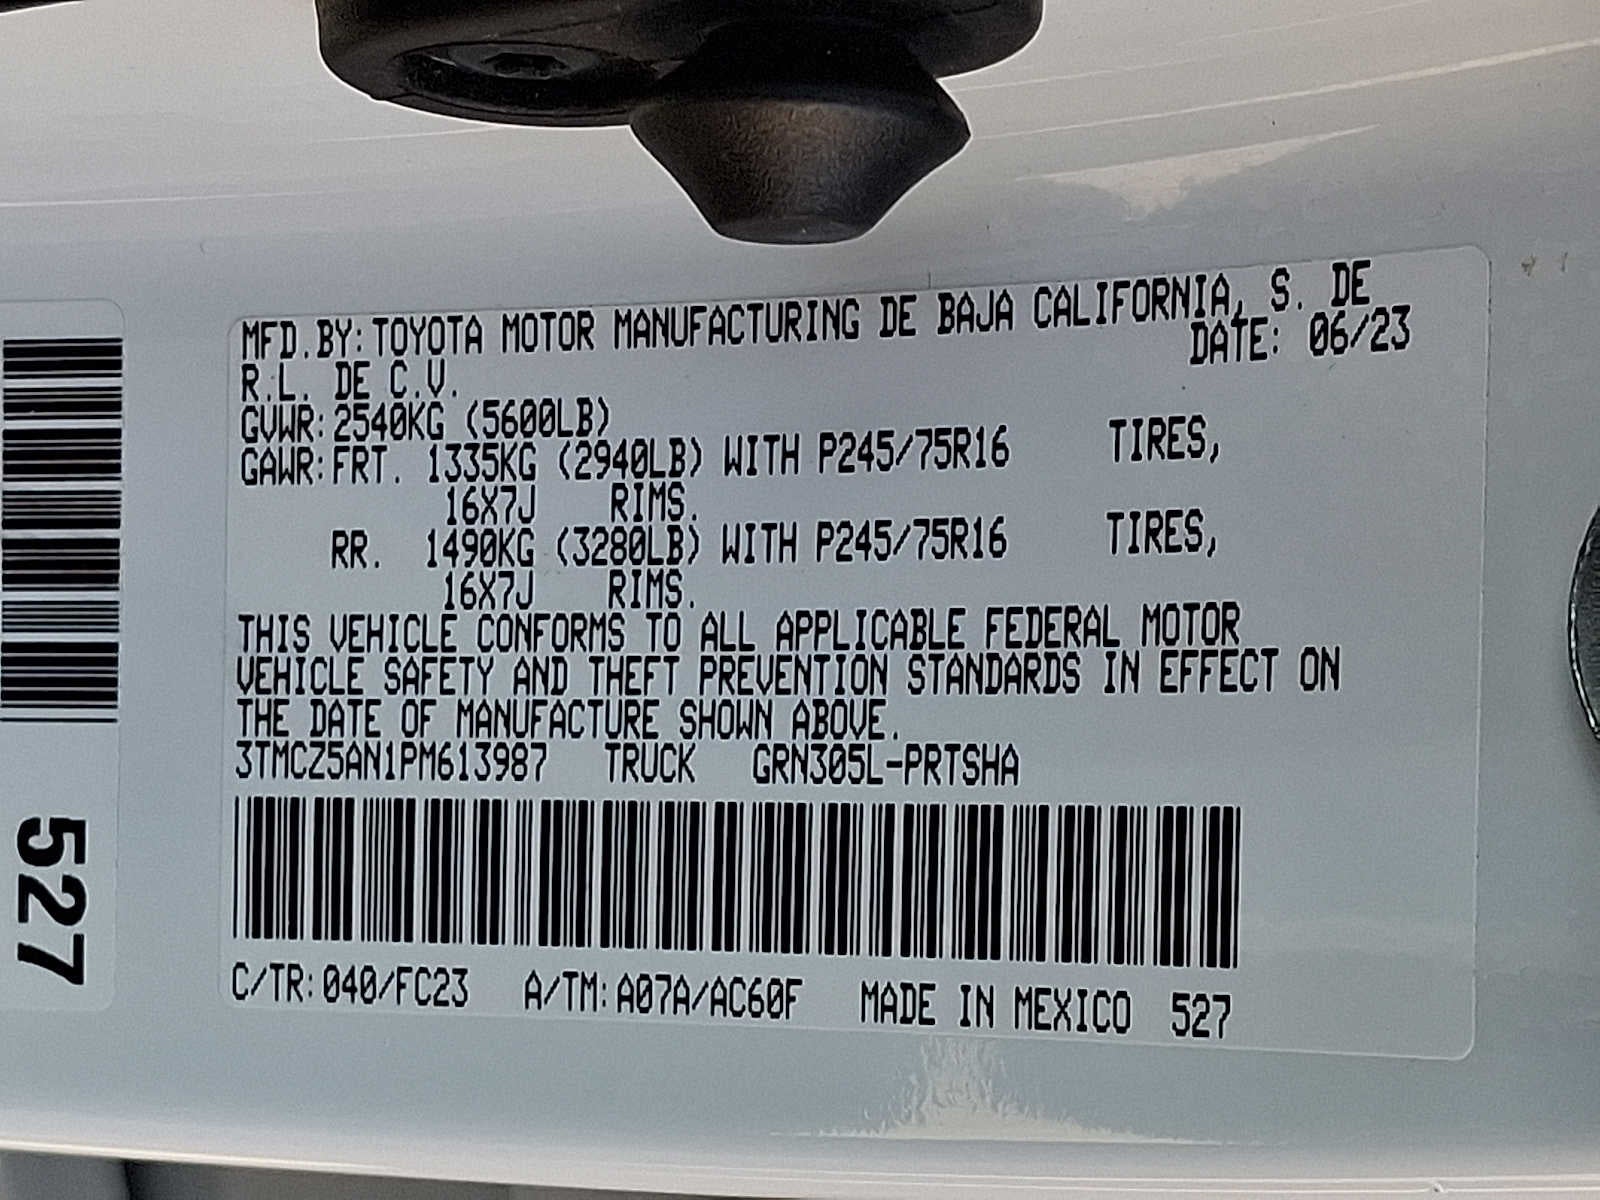 MFD.BY: TOYOTA MOTOR MANUFACTURING DE BAJA CALIFORNIA, S. DE
R.L. DE C.V. DATE: 06/23
GVWR: 2540KG (5600LB)
GAWR: FRT. 1335KG (2940LB) WITH P245/75R16 TIRES,
16X7J RIMS.
RR. 1490KG (3280LB) WITH P245/75R16 TIRES,
16X7J RIMS.
THIS VEHICLE CONFORMS TO ALL APPLICABLE FEDERAL MOTOR
VEHICLE SAFETY AND THEFT PREVENTION STANDARDS IN EFFECT ON
THE DATE OF MANUFACTURE SHOWN ABOVE.
3TMCZ5AN1PM613987 TRUCK GRN305L-PRTSHA
C/TR: 040/FC23 A/TM: A07A/AC60F MADE IN MEXICO 527
527